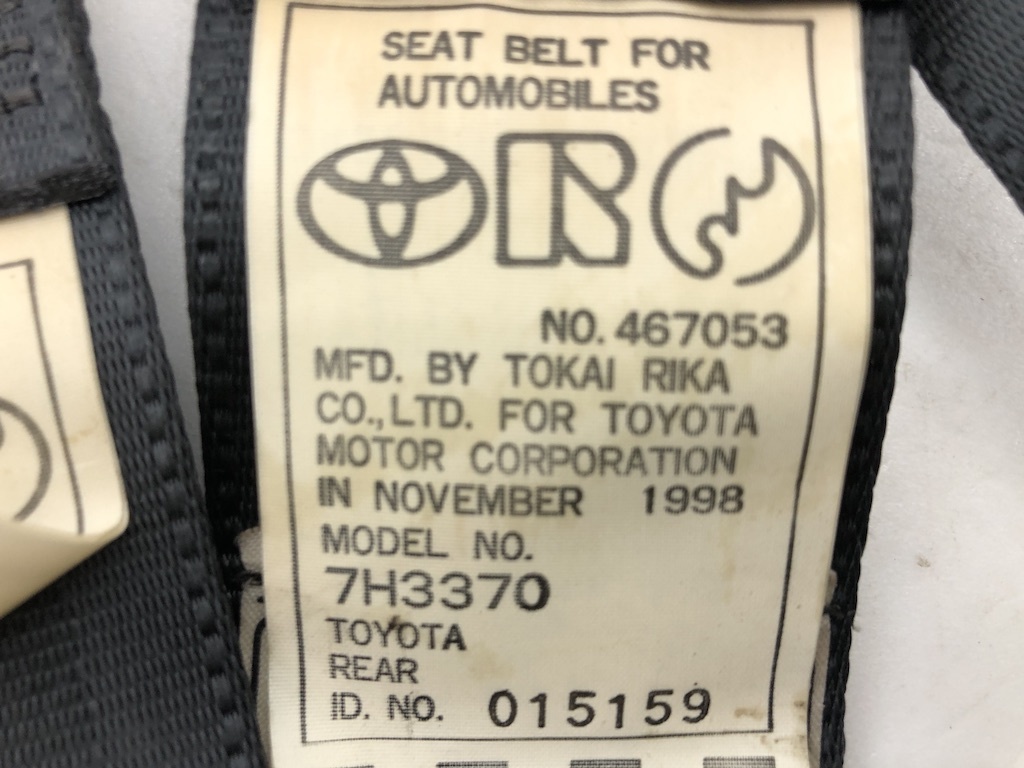 SEAT BELT FOR
AUTOMOBILES
NO. 467053
MFD. BY TOKAI RIKA
CO., LTD. FOR TOYOTA
MOTOR CORPORATION
IN NOVEMBER 1998
MODEL NO.
7H3370
TOYOTA
REAR
ID. NO. 015159